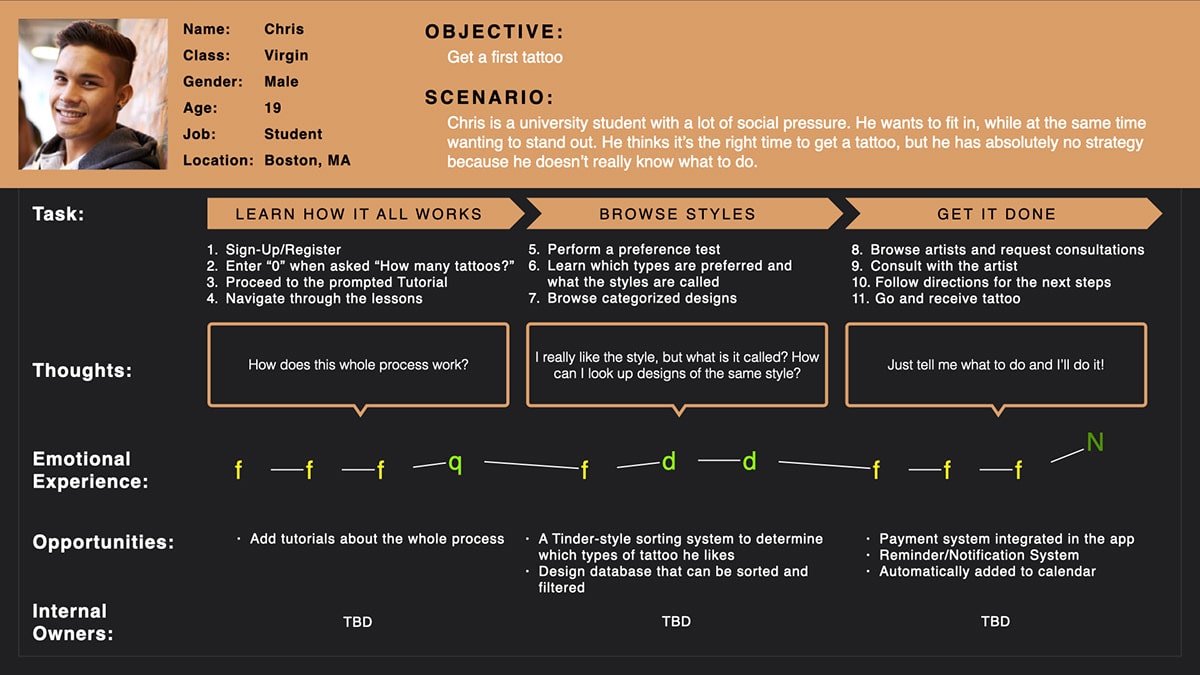 Name: Chris
Class: Virgin
Gender: Male
Age: 19
Job: Student
Location: Boston, MA
OBJECTIVE:
Get a first tattoo
SCENARIO:
Chris is a university student with a lot of social pressure. He wants to fit in, while at the same time
wanting to stand out. He thinks it’s the right time to get a tattoo, but he has absolutely no strategy
because he doesn’t really know what to do.
Task:
LEARN HOW IT ALL WORKS
BROWSE STYLES
GET IT DONE
1. Sign-Up/Register
2. Enter “0” when asked “How many tattoos?”
3. Proceed to the prompted Tutorial
4. Navigate through the lessons
5. Perform a preference test
6. Learn which types are preferred and
what the styles are called
7. Browse categorized designs
8. Browse artists and request consultations
9. Consult with the artist
10. Follow directions for the next steps
11. Go and receive tattoo
Thoughts:
How does this whole process work?
I really like the style, but what is it called? How
can I look up designs of the same style?
Just tell me what to do and I’ll do it!
Emotional
Experience:
f f f q f d d f f f N
Opportunities:
· Add tutorials about the whole process
· A Tinder-style sorting system to determine
which types of tattoo he likes
· Design database that can be sorted and
filtered
· Payment system integrated in the app
· Reminder/Notification System
· Automatically added to calendar
Internal
Owners:
TBD
TBD
TBD